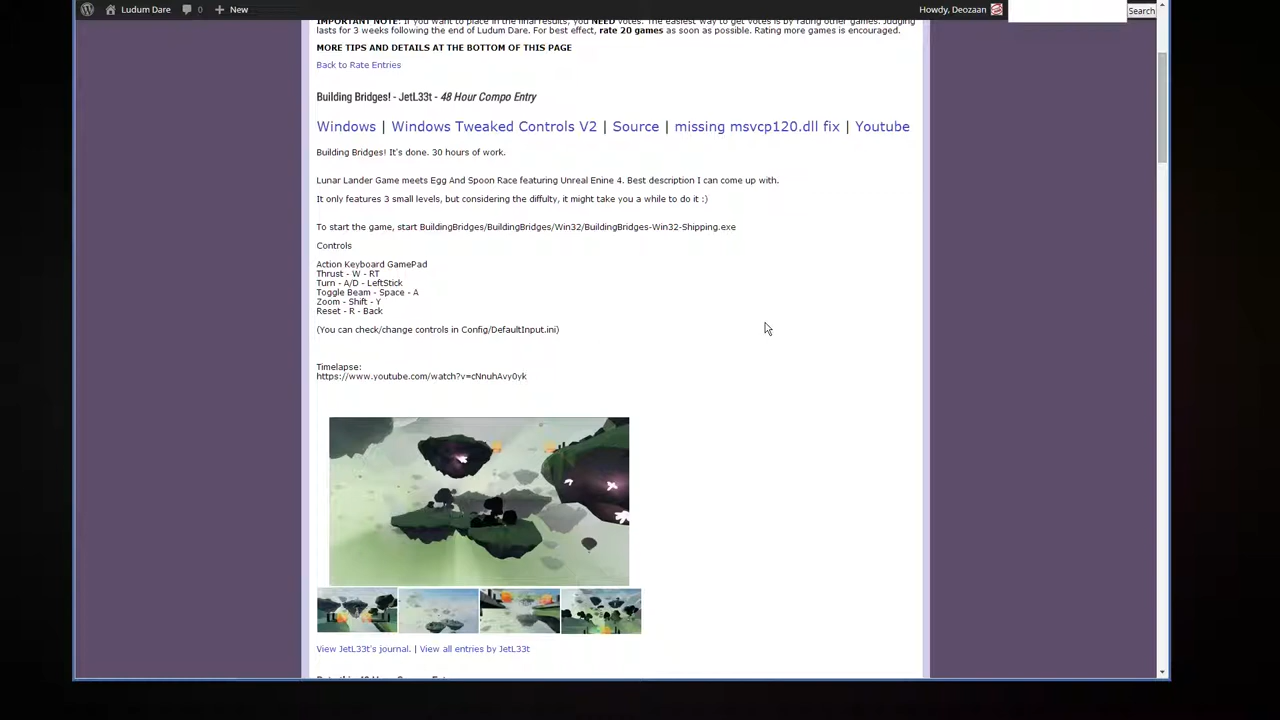 Ludum Dare 0 New Howdy, Deozaan Search
IMPORTANT NOTE: If you want to place in the final results, you NEED votes. The easiest way to get votes is by rating other games. Judging
lasts for 3 weeks following the end of Ludum Dare. For best effect, rate 20 games as soon as possible. Rating more games is encouraged.
MORE TIPS AND DETAILS AT THE BOTTOM OF THIS PAGE
Back to Rate Entries
Building Bridges! - JetL33t - 48 Hour Compo Entry
Windows | Windows Tweaked Controls V2 | Source | missing msvcp120.dll fix | Youtube
Building Bridges! It's done. 30 hours of work.
Lunar Lander Game meets Egg And Spoon Race featuring Unreal Enine 4. Best description I can come up with.
It only features 3 small levels, but considering the diffulty, it might take you a while to do it :)
To start the game, start BuildingBridges/BuildingBridges/Win32/BuildingBridges-Win32-Shipping.exe
Controls
Action Keyboard GamePad
Thrust - W - RT
Turn - A/D - LeftStick
Toggle Beam - Space - A
Zoom - Shift - Y
Reset - R - Back
(You can check/change controls in Config/DefaultInput.ini)
Timelapse:
https://www.youtube.com/watch?v=cNnuhAvy0yk
View JetL33t's journal. | View all entries by JetL33t